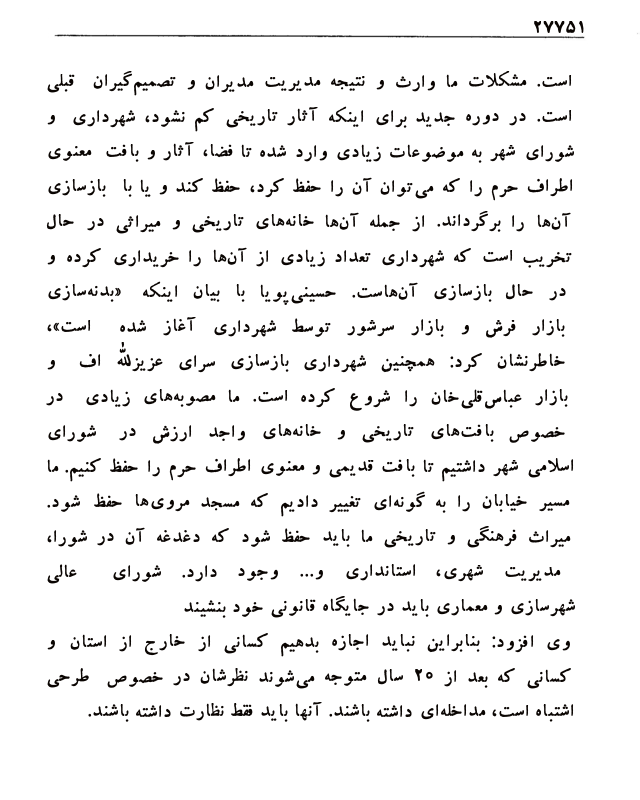 ۲۷۷۵۱
است. مشکلات ما وارث و نتیجه مدیریت مدیران و تصمیم‌گیران قبلی
است. در دوره جدید برای اینکه آثار تاریخی کم نشود، شهرداری و
شورای شهر به موضوعات زیادی وارد شده تا فضا، آثار و بافت معنوی
اطراف حرم را که می‌توان آن را حفظ کرد، حفظ کند و یا با بازسازی
آن‌ها را برگرداند. از جمله آن‌ها خانه‌های تاریخی و میراثی در حال
تخریب است که شهرداری تعداد زیادی از آن‌ها را خریداری کرده و
در حال بازسازی آن‌هاست. حسینی‌پویا با بیان اینکه «بدنه‌سازی
بازار فرش و بازار سرشور توسط شهرداری آغاز شده است»،
خاطرنشان کرد: همچنین شهرداری بازسازی سرای عزیزالله اف و
بازار عباس‌قلی‌خان را شروع کرده است. ما مصوبه‌های زیادی در
خصوص بافت‌های تاریخی و خانه‌های واجد ارزش در شورای
اسلامی شهر داشتیم تا بافت قدیمی و معنوی اطراف حرم را حفظ کنیم. ما
مسیر خیابان را به گونه‌ای تغییر دادیم که مسجد مروی‌ها حفظ شود.
میراث فرهنگی و تاریخی ما باید حفظ شود که دغدغه آن در شورا،
مدیریت شهری، استانداری و... وجود دارد. شورای عالی
شهرسازی و معماری باید در جایگاه قانونی خود بنشیند
وی افزود: بنابراین نباید اجازه بدهیم کسانی از خارج از استان و
کسانی که بعد از ۲۰ سال متوجه می‌شوند نظرشان در خصوص طرحی
اشتباه است، مداخله‌ای داشته باشند. آنها باید فقط نظارت داشته باشند.